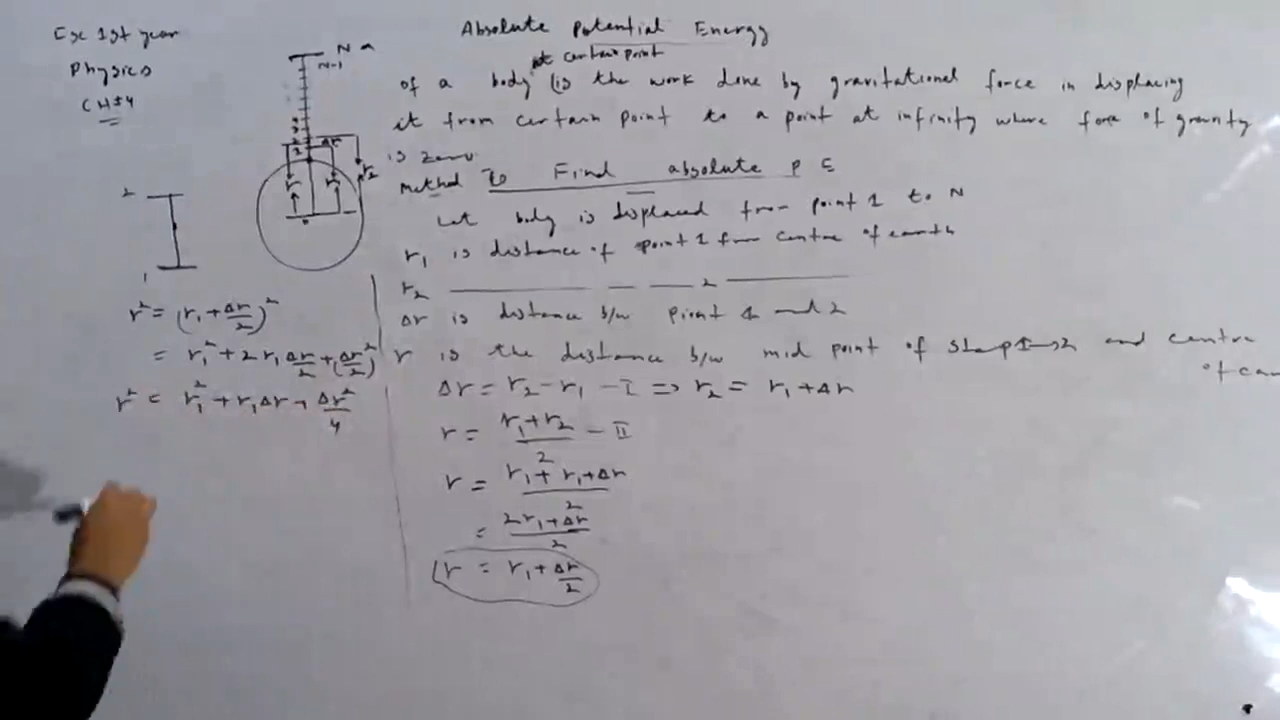 Fsc 1st year
Physics
CH#4
N ∞
N-1
3
2
1
Δr
r
r₂
r₁
2
1
r² = (r₁ + Δr/2)²
= r₁² + 2r₁ Δr/2 + (Δr/2)²
r² = r₁² + r₁Δr + Δr²/4
Absolute Potential Energy
at certain point
of a body is the work done by gravitational force in displacing
it from certain point to a point at infinity where force of gravity
is zero.
Method to Find absolute P E
Let body is displaced from point 1 to N
r₁ is distance of point 1 from centre of earth
r₂ —— — — 2 ——
Δr is distance b/w point 1 and 2
r is the distance b/w mid point of step 1→2 and centre
of ea
Δr = r₂ - r₁ - I ⇒ r₂ = r₁ + Δr
r = r₁ + r₂/2 - II
r = r₁ + r₁ + Δr/2
= 2r₁ + Δr/2
r = r₁ + Δr/2